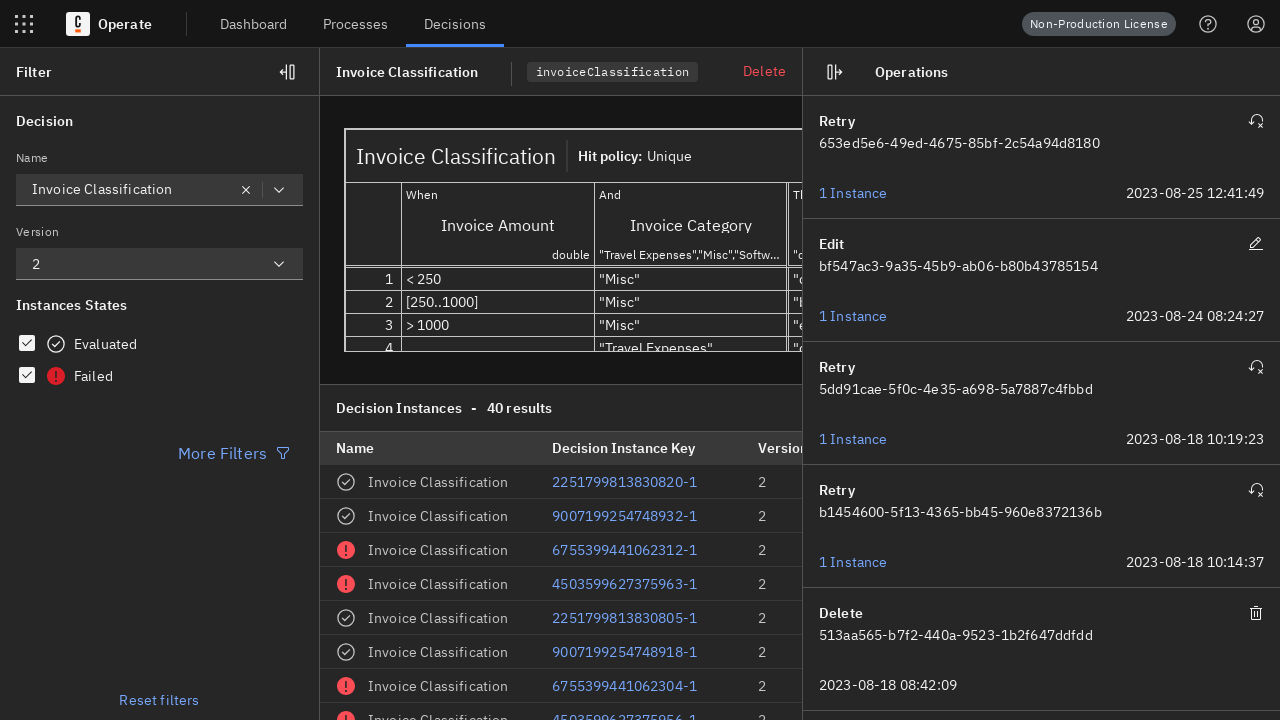 Operate
Dashboard
Processes
Decisions
Non-Production License
Filter
Decision
Name
Invoice Classification
Version
2
Instances States
Evaluated
Failed
More Filters
Reset filters
Invoice Classification
invoiceClassification
Delete
Invoice Classification
Hit policy: Unique
When
And
Invoice Amount
Invoice Category
double
"Travel Expenses","Misc","Softw...
1 < 250 "Misc"
2 [250..1000] "Misc"
3 > 1000 "Misc"
4 "Travel Expenses"
Decision Instances - 40 results
Name Decision Instance Key Version
Invoice Classification 2251799813830820-1 2
Invoice Classification 9007199254748932-1 2
Invoice Classification 6755399441062312-1 2
Invoice Classification 4503599627375963-1 2
Invoice Classification 2251799813830805-1 2
Invoice Classification 9007199254748918-1 2
Invoice Classification 6755399441062304-1 2
Invoice Classification 4503599627375956-1 2
Operations
Retry
653ed5e6-49ed-4675-85bf-2c54a94d8180
1 Instance 2023-08-25 12:41:49
Edit
bf547ac3-9a35-45b9-ab06-b80b43785154
1 Instance 2023-08-24 08:24:27
Retry
5dd91cae-5f0c-4e35-a698-5a7887c4fbbd
1 Instance 2023-08-18 10:19:23
Retry
b1454600-5f13-4365-bb45-960e8372136b
1 Instance 2023-08-18 10:14:37
Delete
513aa565-b7f2-440a-9523-1b2f647ddfdd
2023-08-18 08:42:09